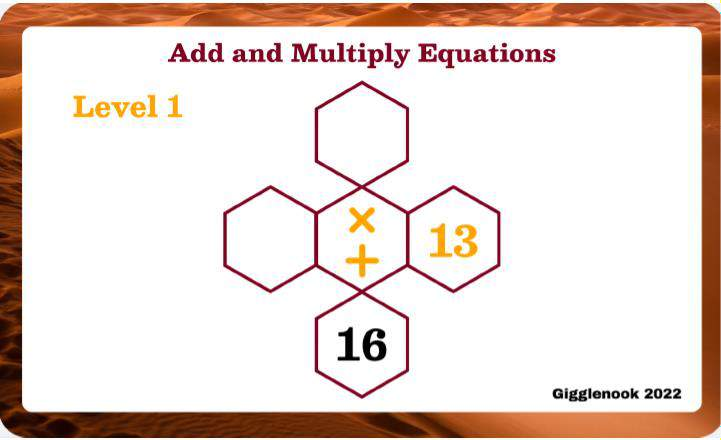 Add and Multiply Equations
Level 1
×
13
+
16
Gigglenook 2022